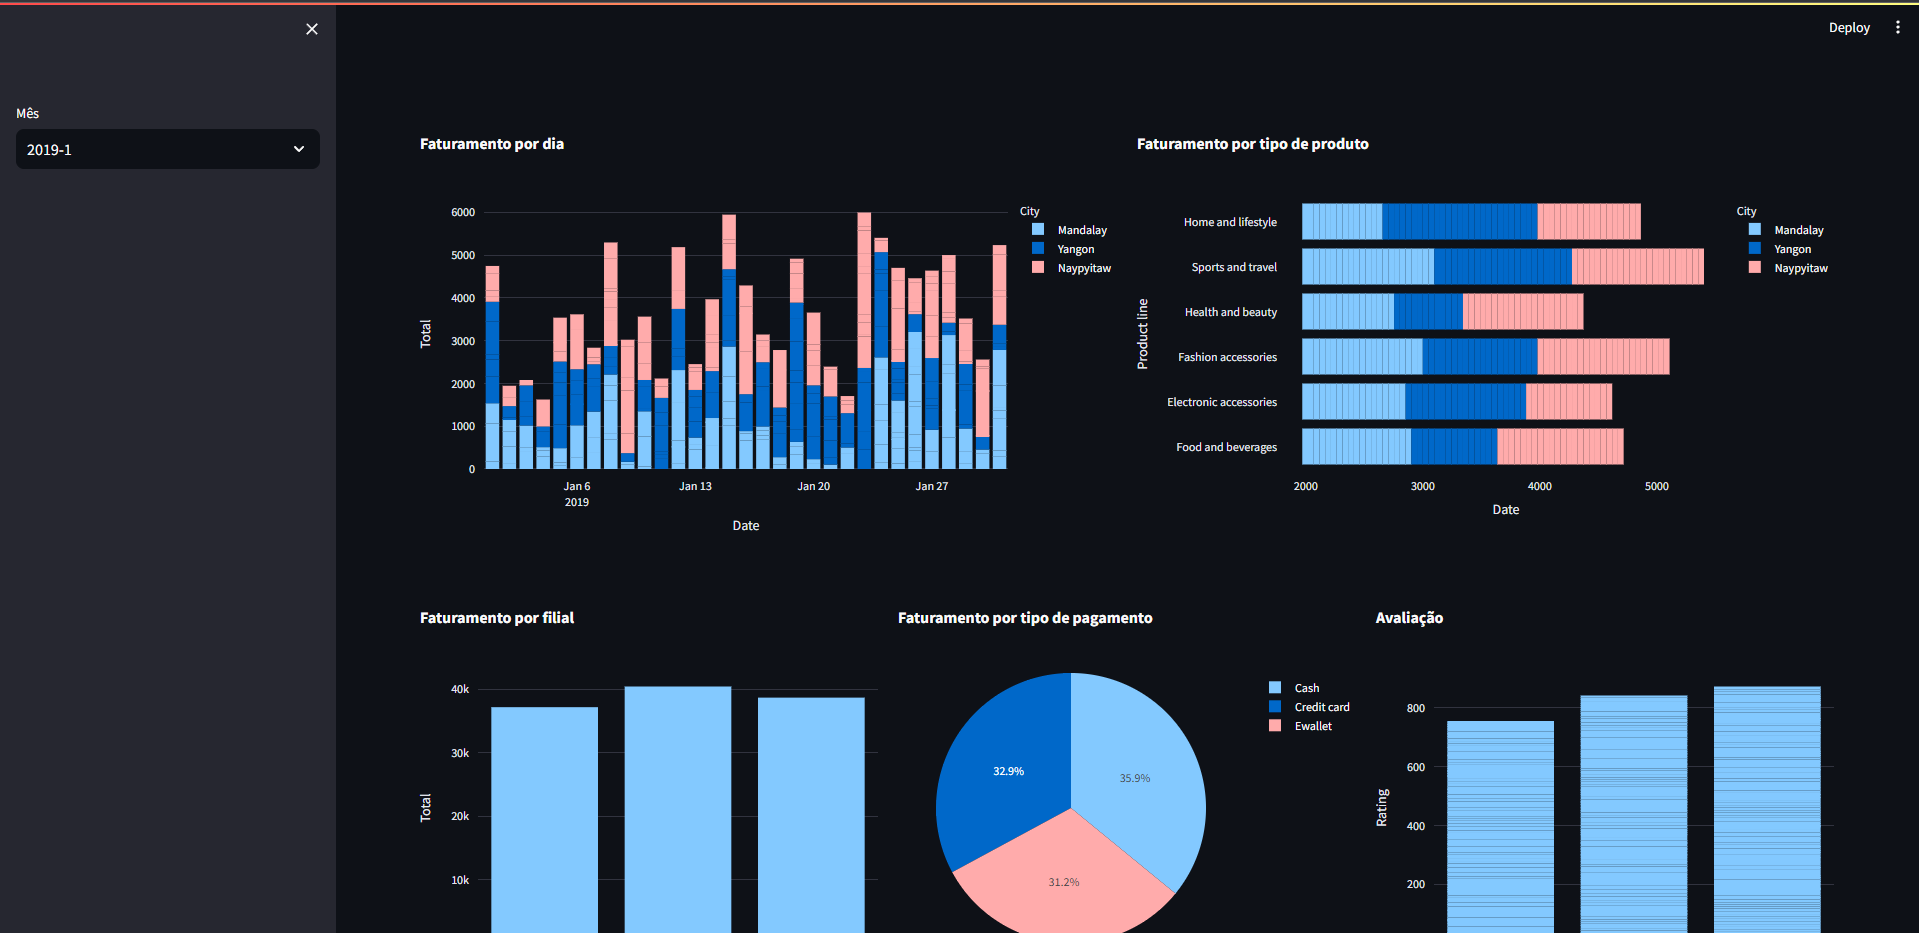 Deploy
Mês
2019-1
Faturamento por dia
Total
6000
5000
4000
3000
2000
1000
0
Jan 6
2019
Jan 13
Jan 20
Jan 27
Date
City
Mandalay
Yangon
Naypyitaw
Faturamento por tipo de produto
Product line
Home and lifestyle
Sports and travel
Health and beauty
Fashion accessories
Electronic accessories
Food and beverages
2000
3000
4000
5000
Date
City
Mandalay
Yangon
Naypyitaw
Faturamento por filial
Total
40k
30k
20k
10k
Faturamento por tipo de pagamento
32.9%
35.9%
31.2%
Cash
Credit card
Ewallet
Avaliação
Rating
800
600
400
200